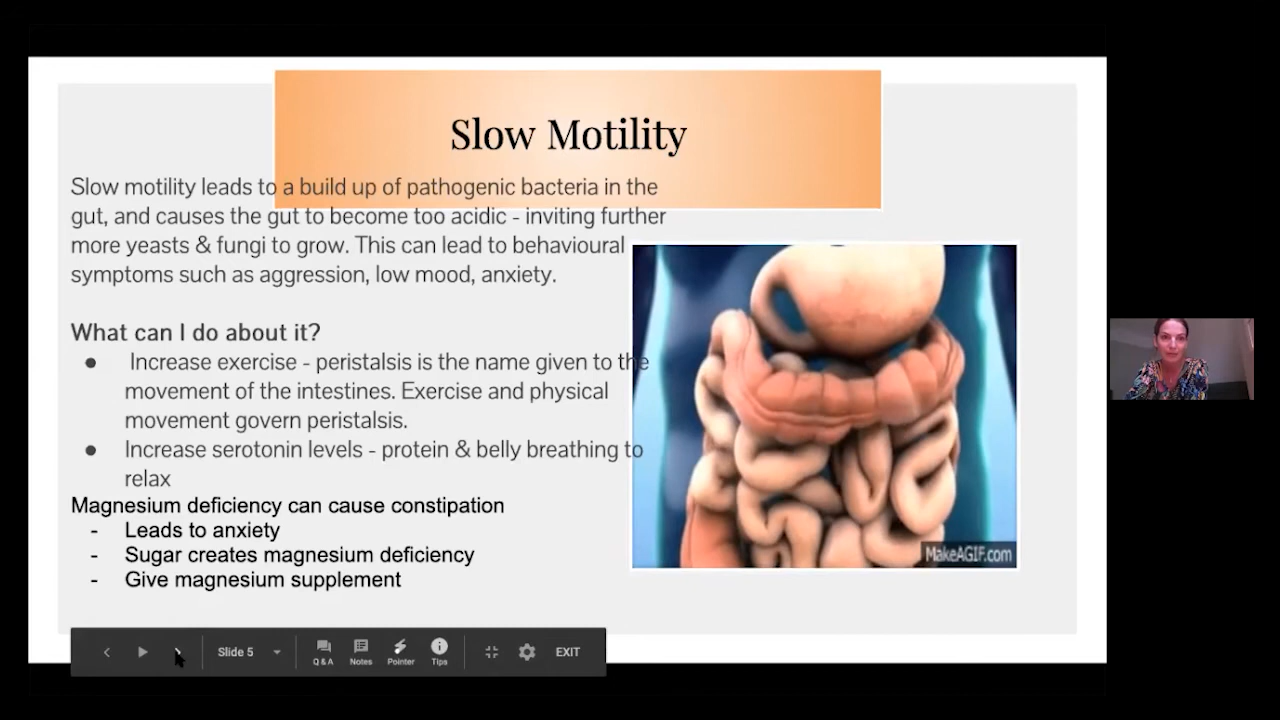 Slow Motility
Slow motility leads to a build up of pathogenic bacteria in the
gut, and causes the gut to become too acidic - inviting further
more yeasts & fungi to grow. This can lead to behavioural
symptoms such as aggression, low mood, anxiety.
What can I do about it?
● Increase exercise - peristalsis is the name given to the
movement of the intestines. Exercise and physical
movement govern peristalsis.
● Increase serotonin levels - protein & belly breathing to
relax
Magnesium deficiency can cause constipation
- Leads to anxiety
- Sugar creates magnesium deficiency
- Give magnesium supplement
MakeAGIF.com
Slide 5
Q & A
Notes
Pointer
Tips
EXIT